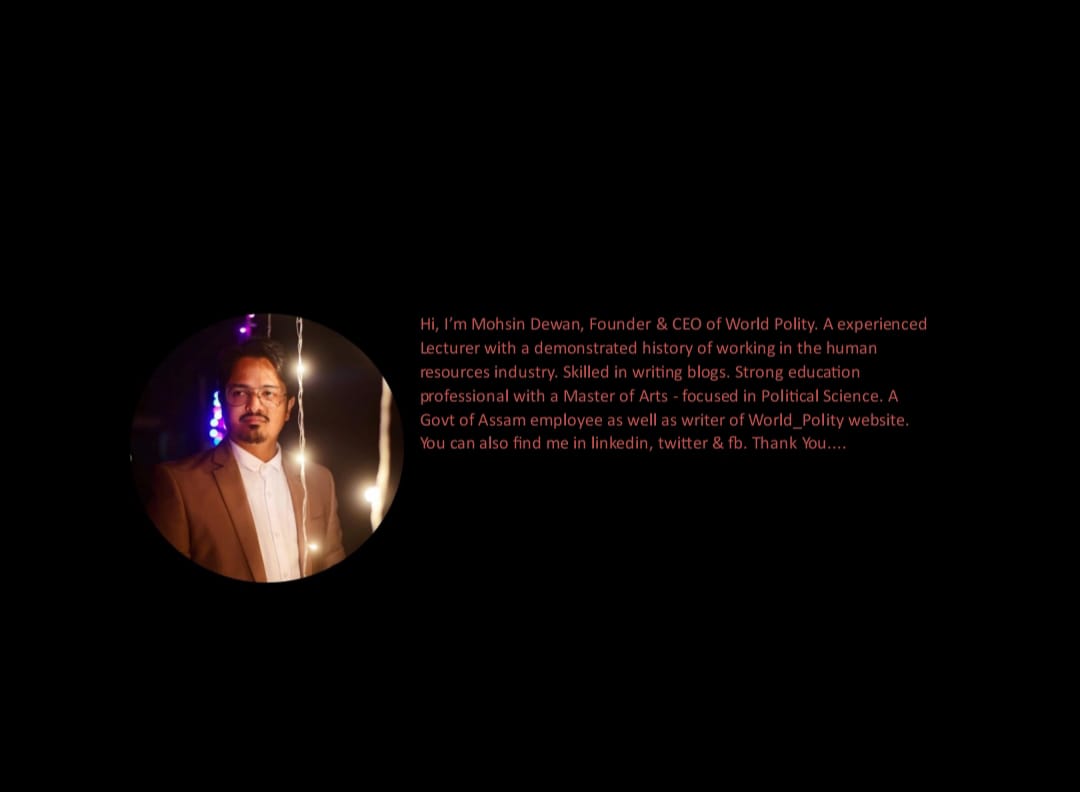 Hi, I’m Mohsin Dewan, Founder & CEO of World Polity. A experienced
Lecturer with a demonstrated history of working in the human
resources industry. Skilled in writing blogs. Strong education
professional with a Master of Arts - focused in Political Science. A
Govt of Assam employee as well as writer of World_Polity website.
You can also find me in linkedin, twitter & fb. Thank You....